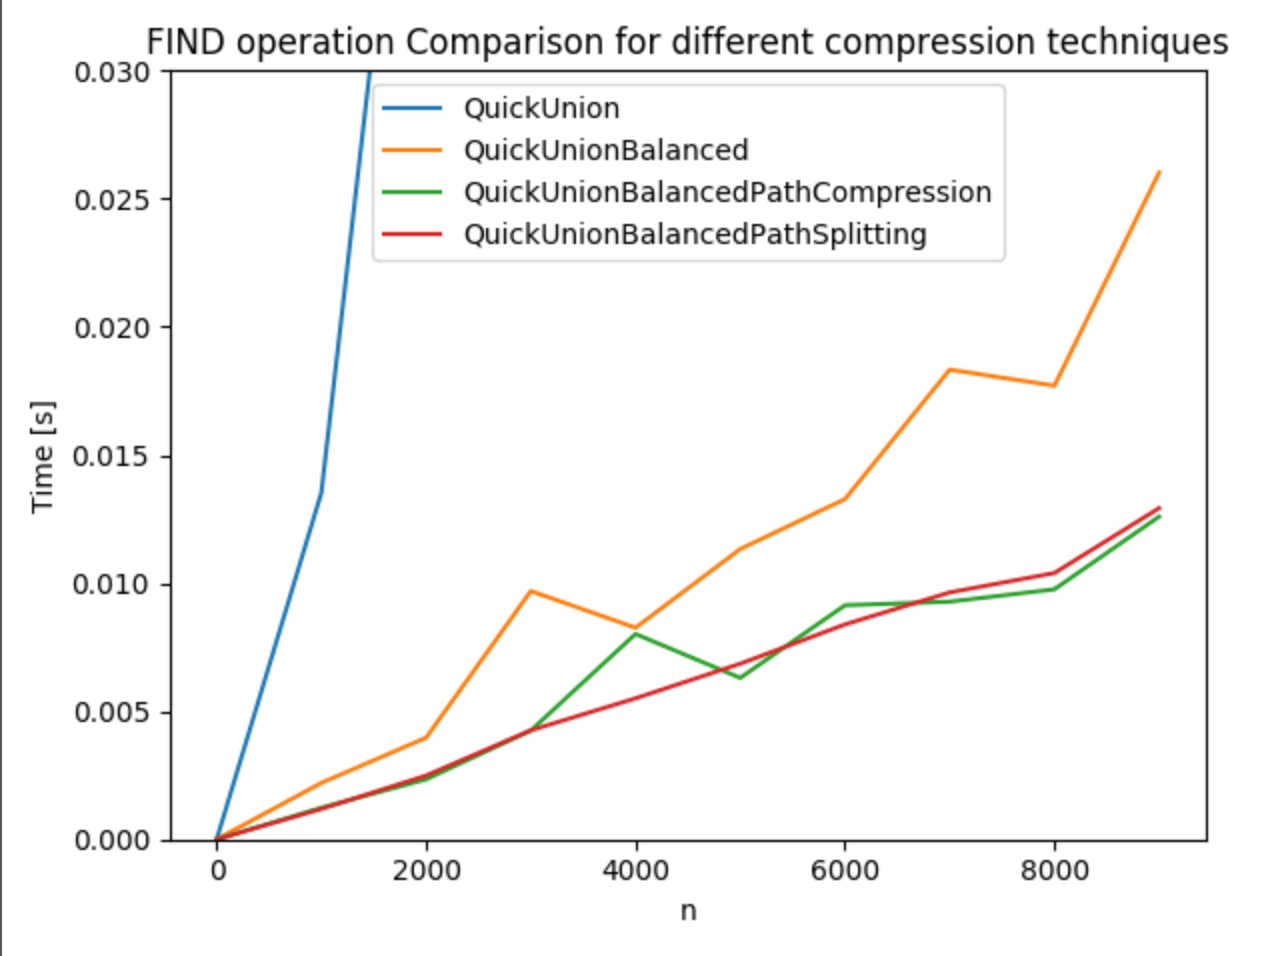 FIND operation Comparison for different compression techniques
0.030
QuickUnion
QuickUnionBalanced
QuickUnionBalancedPathCompression
QuickUnionBalancedPathSplitting
0.025
0.020
0.015
0.010
0.005
0.000
Time [s]
0 2000 4000 6000 8000
n